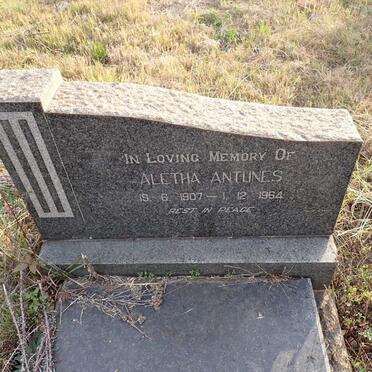 IN LOVING MEMORY OF
ALETHA ANTUNES
19. 6. 1907 – 1. 12. 1964
REST IN PEACE